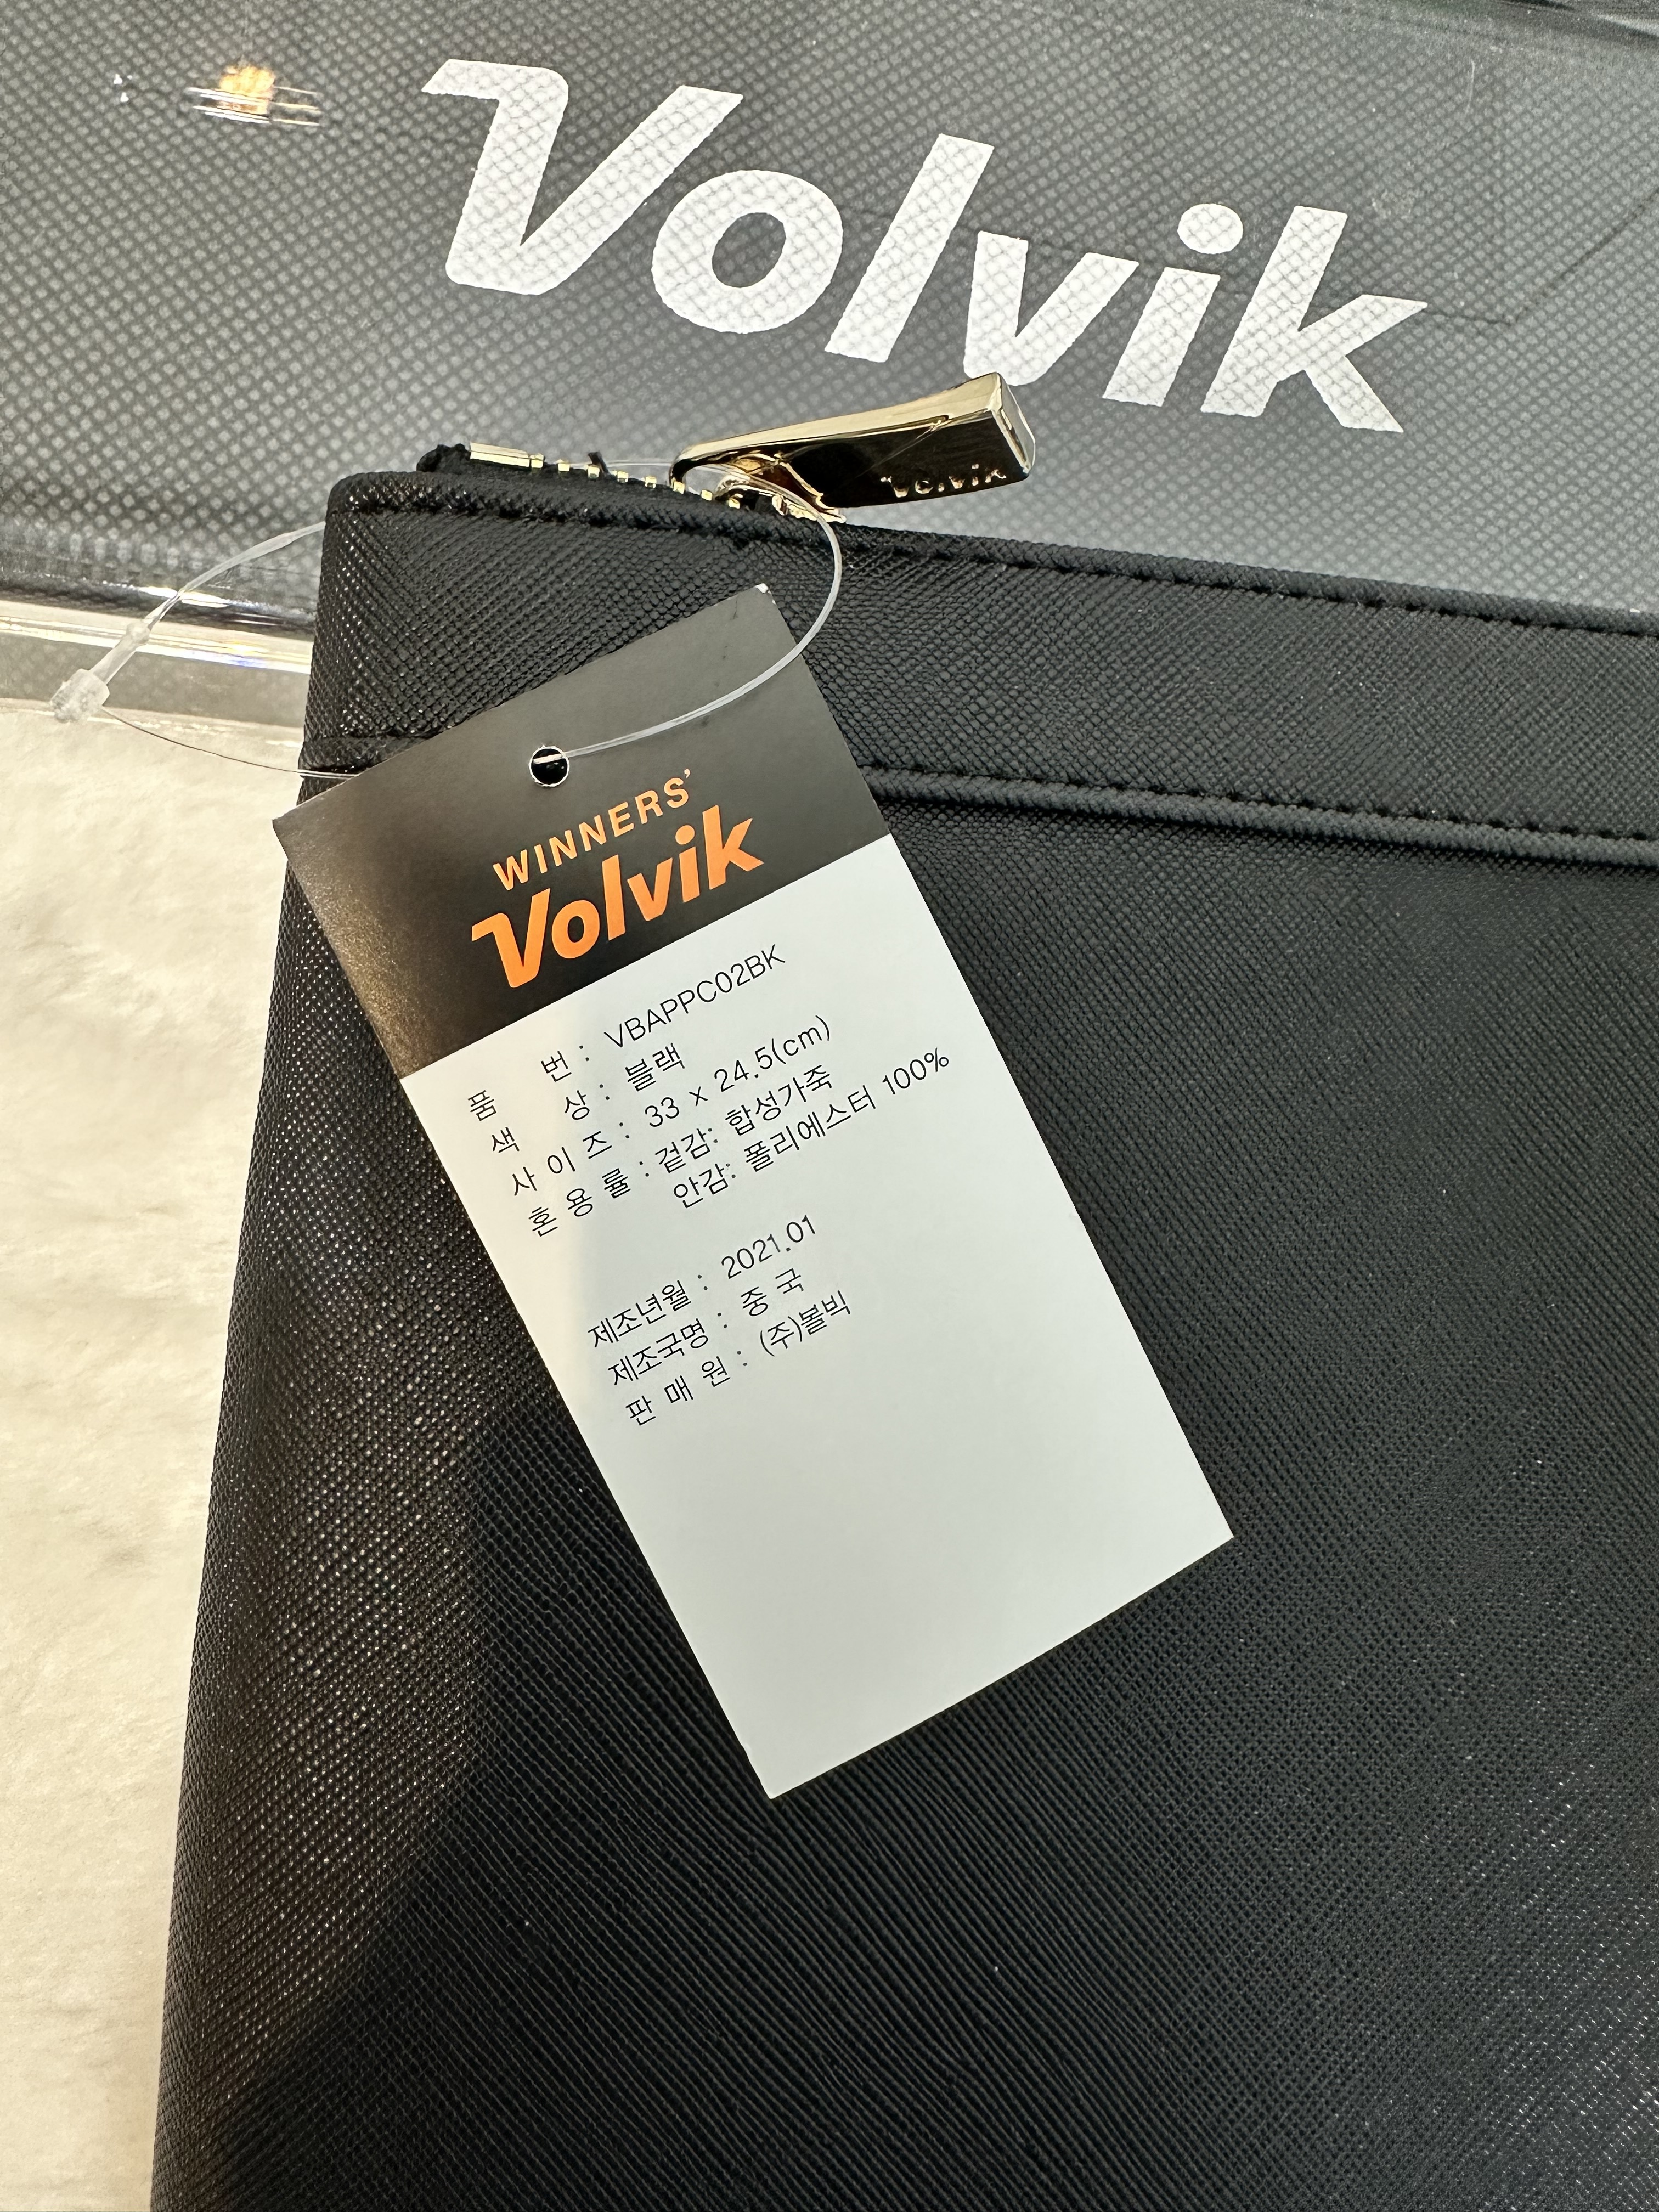 Volvik
Volvik
WINNERS'
Volvik
품 번 : VBAPPC02BK
색 상 : 블랙
사 이 즈 : 33 x 24.5(cm)
혼 용 률 : 겉감: 합성가죽
안감: 폴리에스터 100%
제조년월 : 2021.01
제조국명 : 중 국
판 매 원 : (주)볼빅